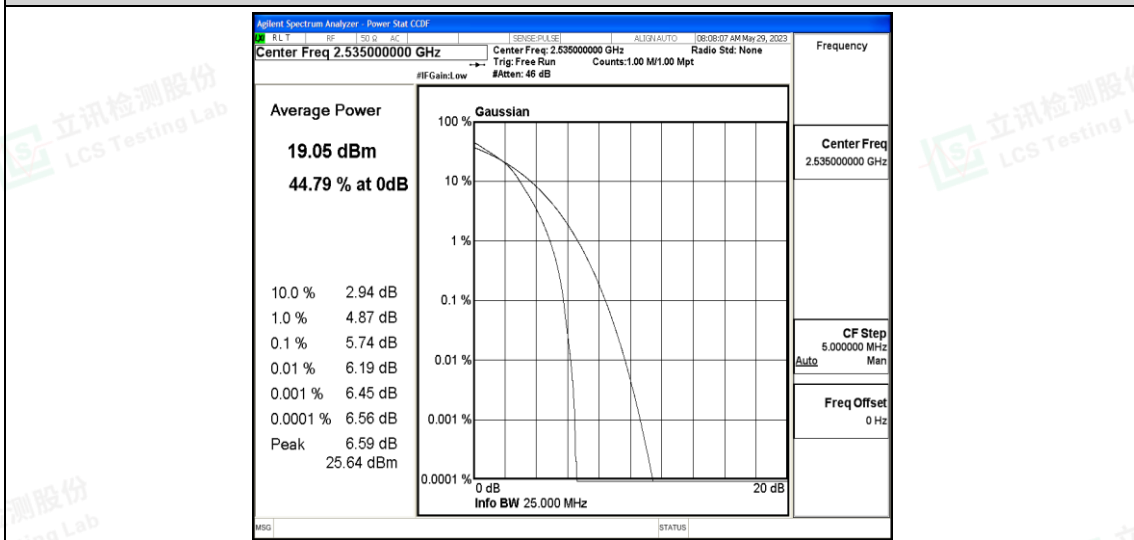 Agilent Spectrum Analyzer - Power Stat CCDF
RLT RF 50 Ω AC SENSE:PULSE ALIGN AUTO 08:08:07 AM May 29, 2023
Center Freq 2.535000000 GHz
Center Freq: 2.535000000 GHz Radio Std: None
Trig: Free Run Counts:1.00 M/1.00 Mpt
#IFGain:Low #Atten: 46 dB
Frequency
Average Power
19.05 dBm
44.79 % at 0dB
10.0 % 2.94 dB
1.0 % 4.87 dB
0.1 % 5.74 dB
0.01 % 6.19 dB
0.001 % 6.45 dB
0.0001 % 6.56 dB
Peak 6.59 dB
25.64 dBm
Gaussian
100 %
10 %
1 %
0.1 %
0.01 %
0.001 %
0.0001 %
0 dB 20 dB
Info BW 25.000 MHz
Center Freq
2.535000000 GHz
CF Step
5.000000 MHz
Auto Man
Freq Offset
0 Hz
MSG STATUS
立讯检测股份
LCS Testing Lab
立讯检测股份
LCS Testing L
测股份
ing Lab
立